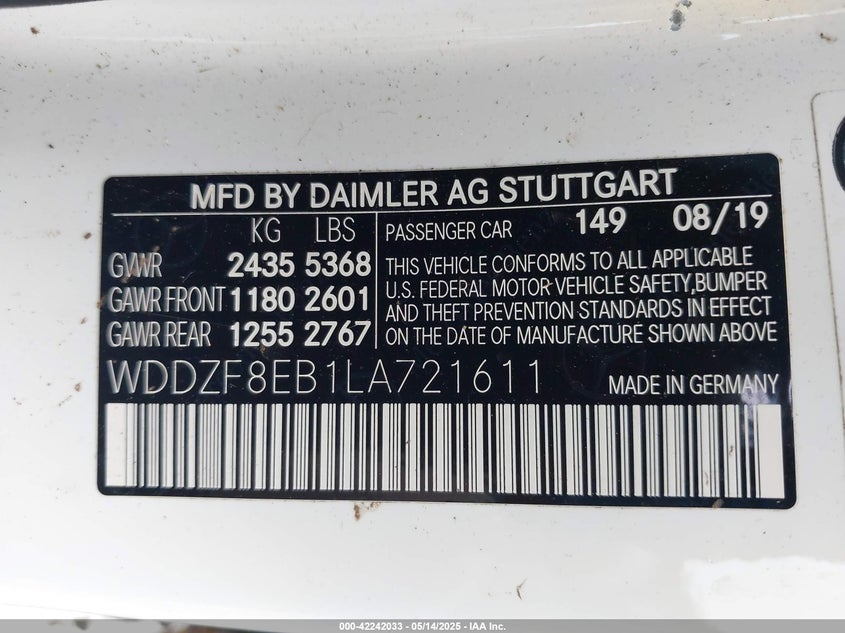 MFD BY DAIMLER AG STUTTGART
KG LBS
GVWR 2435 5368
GAWR FRONT 1180 2601
GAWR REAR 1255 2767
PASSENGER CAR 149 08/19
THIS VEHICLE CONFORMS TO ALL APPLICABLE
U.S. FEDERAL MOTOR VEHICLE SAFETY,BUMPER
AND THEFT PREVENTION STANDARDS IN EFFECT
ON THE DATE OF MANUFACTURE SHOWN ABOVE
WDDZF8EB1LA721611 MADE IN GERMANY
000-42242033 - 05/14/2025 - IAA Inc.